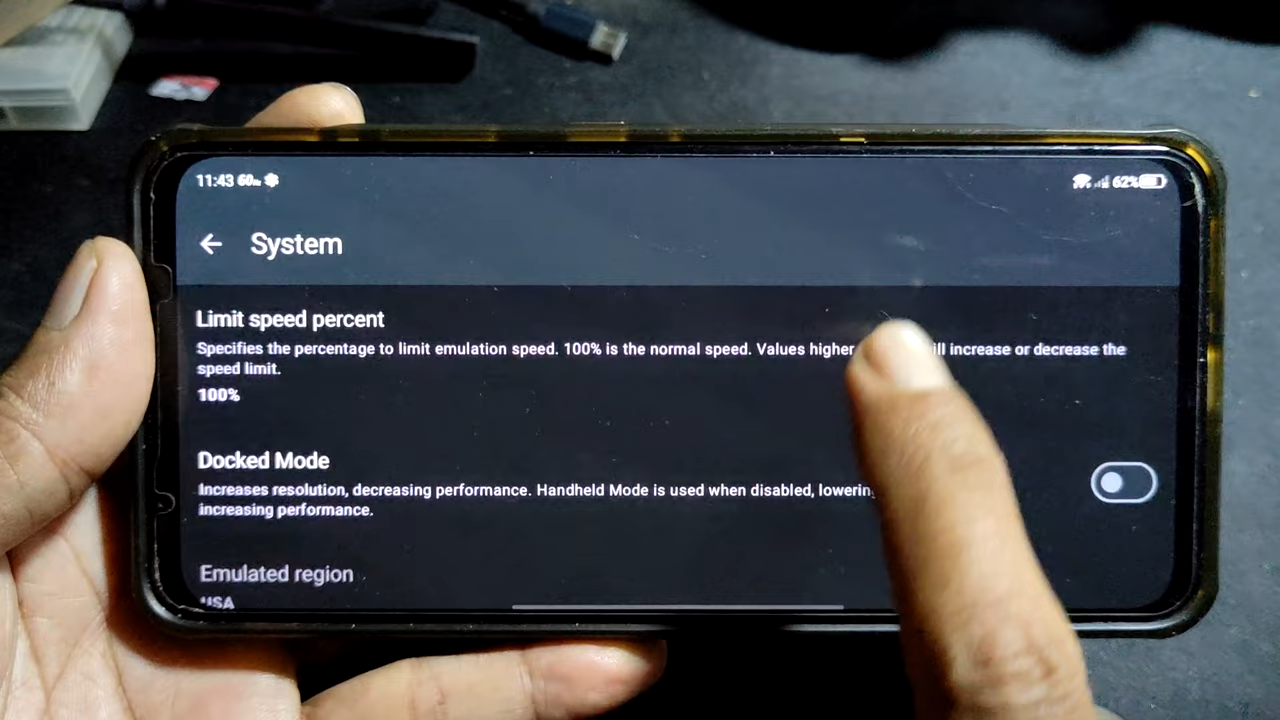 11:43 60Hz
62%
System
Limit speed percent
Specifies the percentage to limit emulation speed. 100% is the normal speed. Values higher ill increase or decrease the
speed limit.
100%
Docked Mode
Increases resolution, decreasing performance. Handheld Mode is used when disabled, lowering
increasing performance.
Emulated region
USA